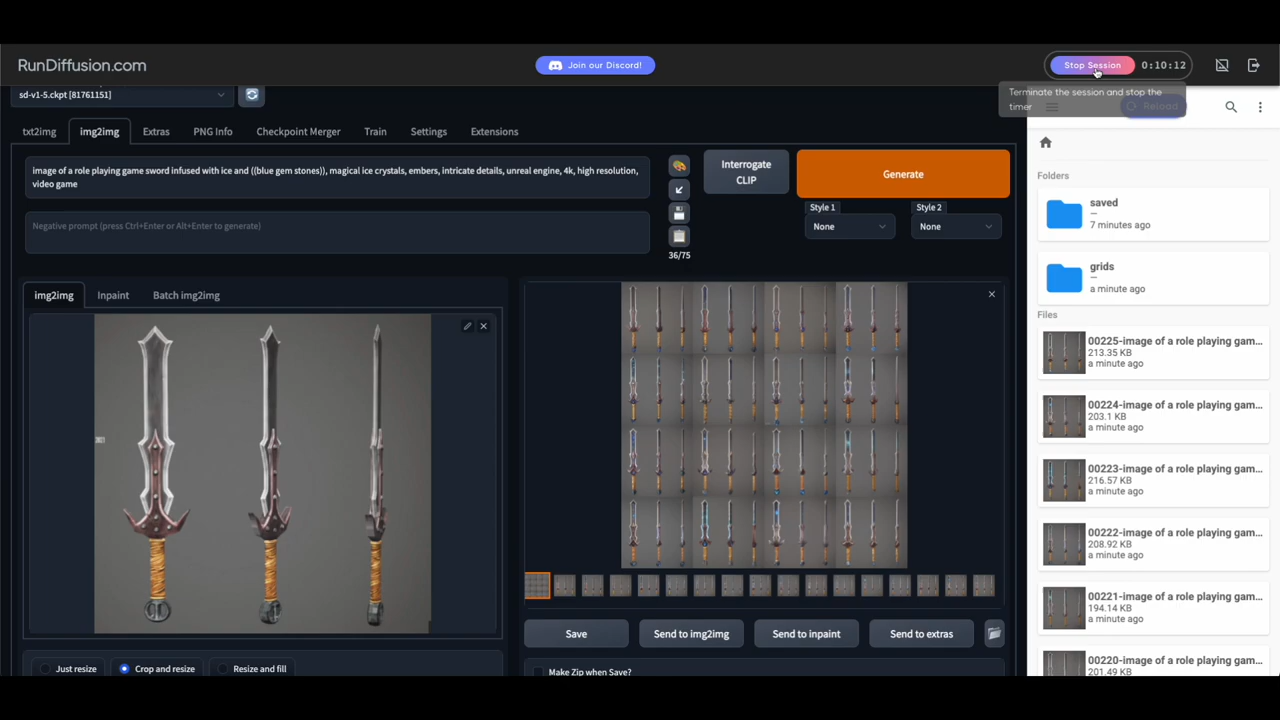 RunDiffusion.com
Join our Discord!
Stop Session
0:10:12
Terminate the session and stop the
timer
Reload
sd-v1-5.ckpt [81761151]
txt2img
img2img
Extras
PNG Info
Checkpoint Merger
Train
Settings
Extensions
image of a role playing game sword infused with ice and ((blue gem stones)), magical ice crystals, embers, intricate details, unreal engine, 4k, high resolution,
video game
Negative prompt (press Ctrl+Enter or Alt+Enter to generate)
36/75
Interrogate
CLIP
Generate
Style 1
None
Style 2
None
img2img
Inpaint
Batch img2img
Save
Send to img2img
Send to inpaint
Send to extras
Just resize
Crop and resize
Resize and fill
Make Zip when Save?
Folders
saved
—
7 minutes ago
grids
—
a minute ago
Files
00225-image of a role playing gam...
213.35 KB
a minute ago
00224-image of a role playing gam...
203.1 KB
a minute ago
00223-image of a role playing gam...
216.57 KB
a minute ago
00222-image of a role playing gam...
208.92 KB
a minute ago
00221-image of a role playing gam...
194.14 KB
a minute ago
00220-image of a role playing gam...
201.49 KB